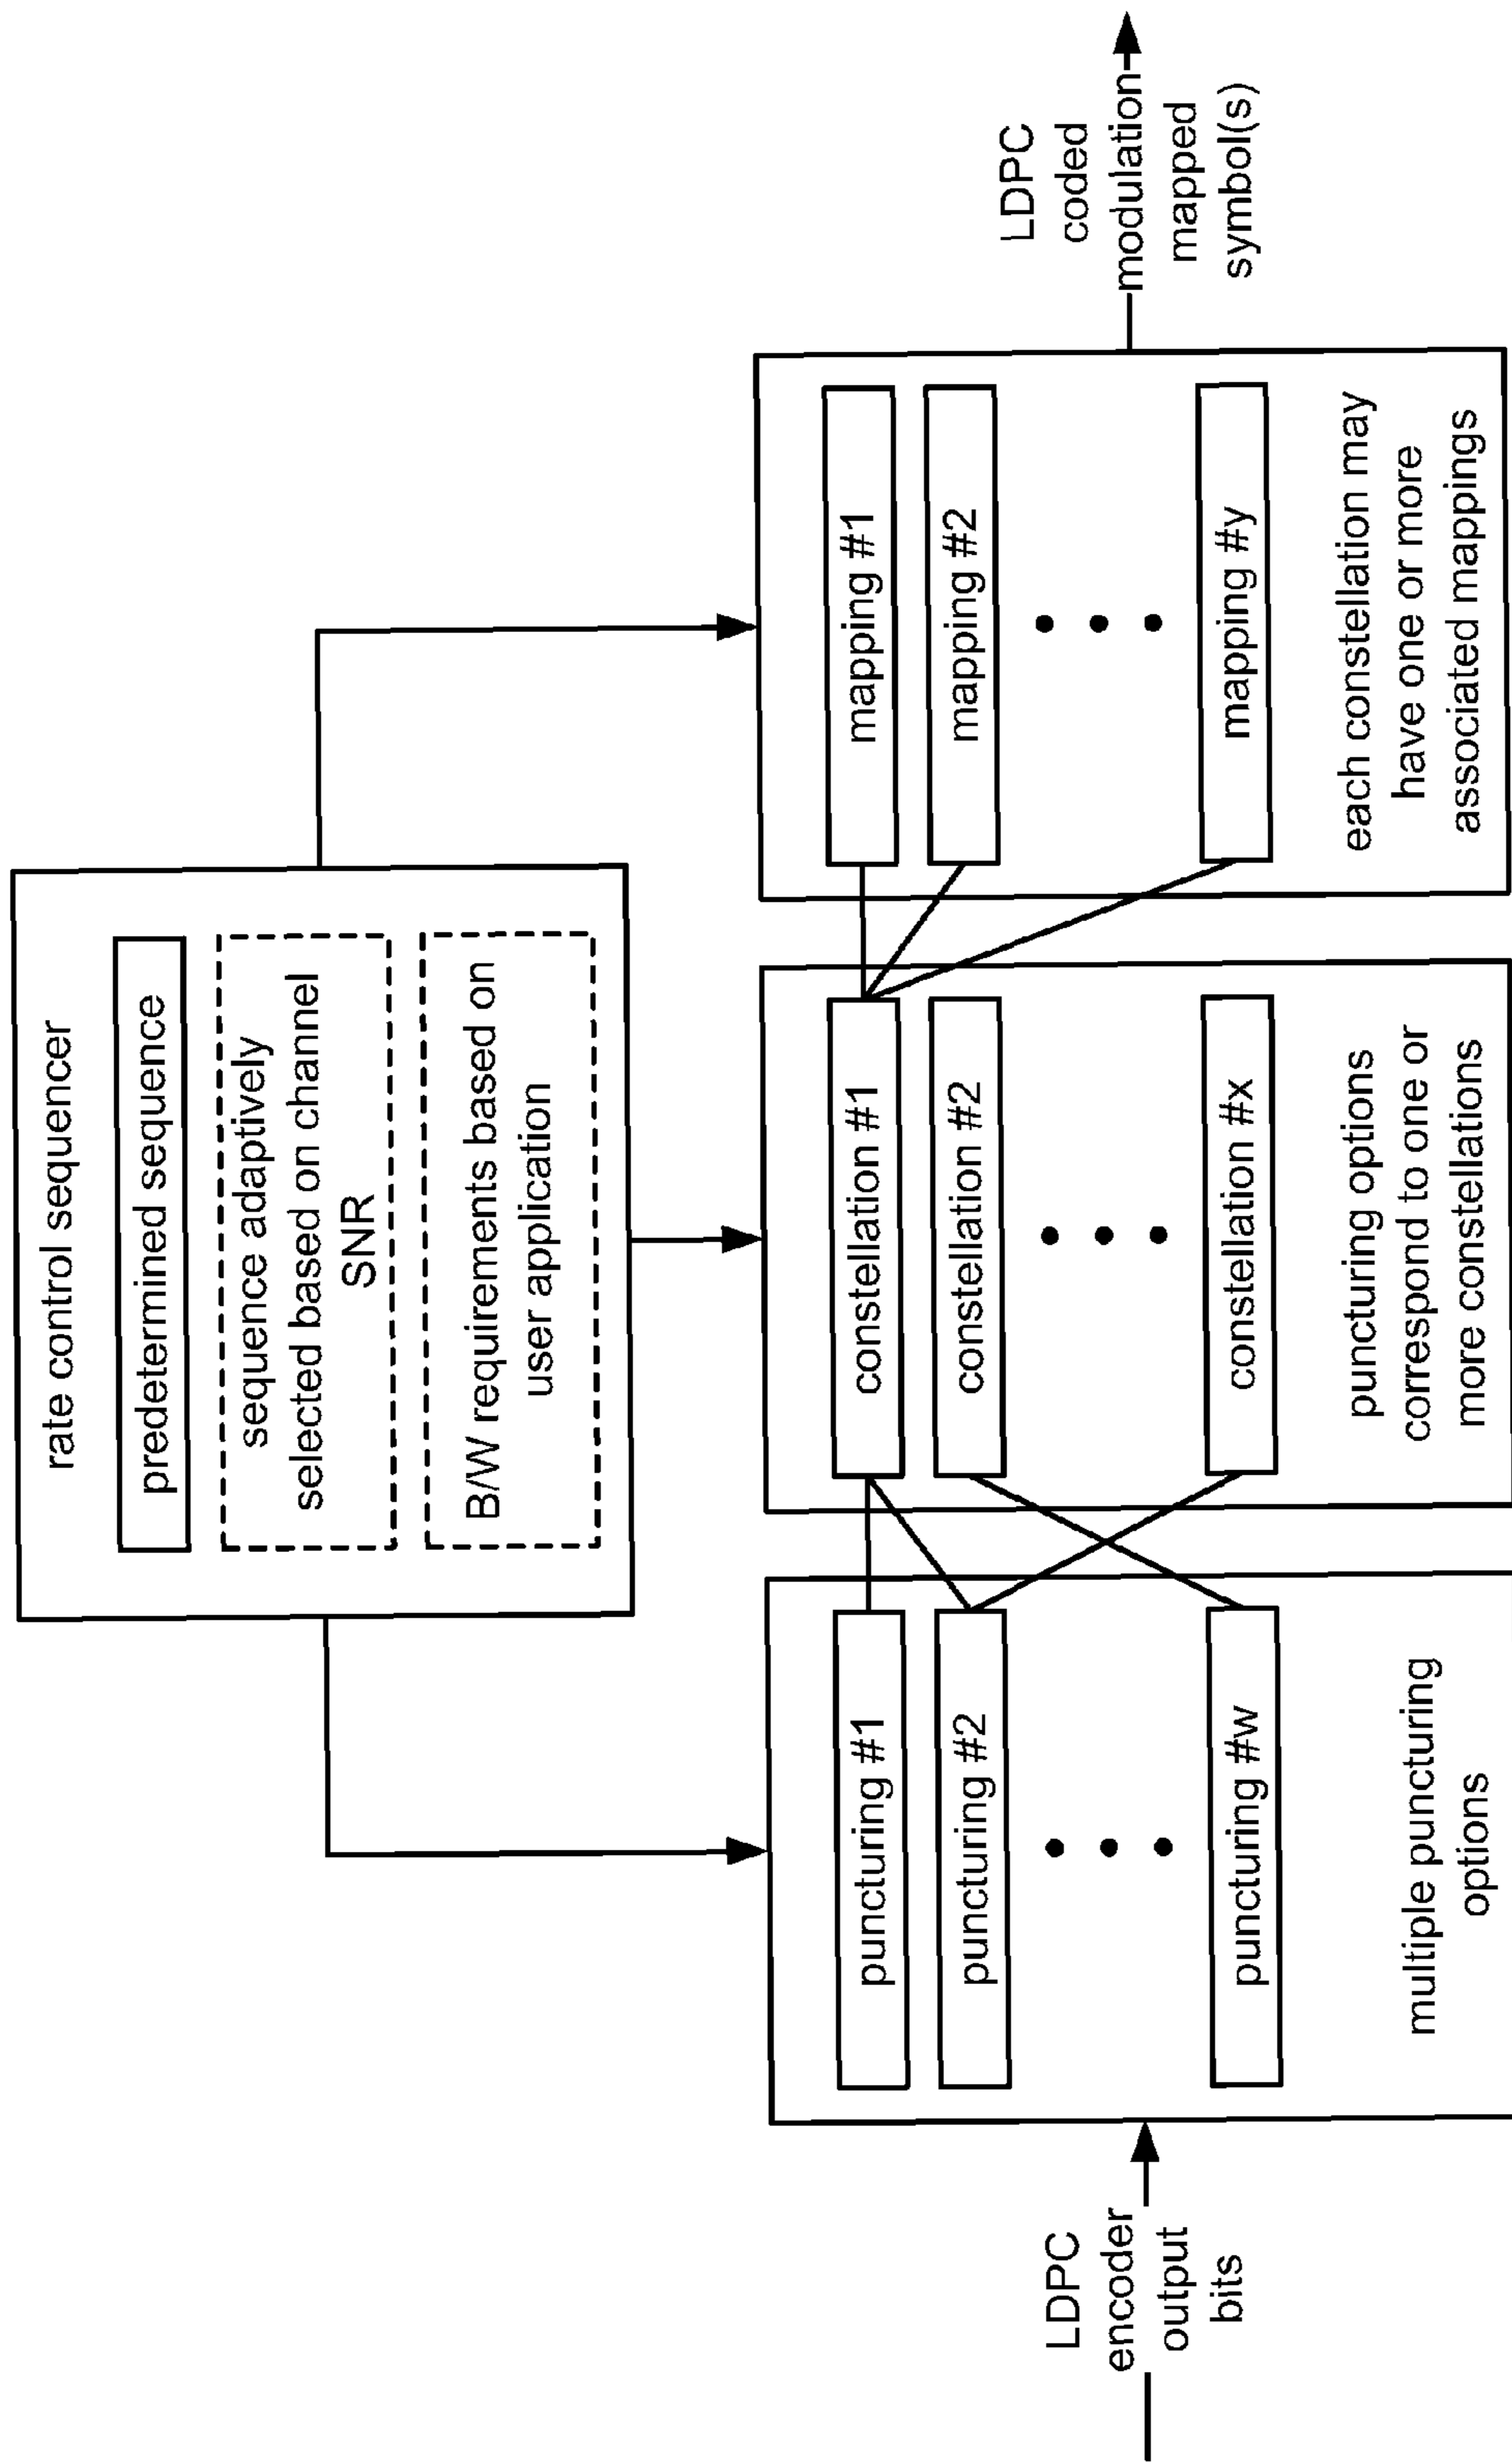 rate control sequencer
predetermined sequence
sequence adaptively
selected based on channel
SNR
B/W requirements based on
user application
LDPC
encoder
output
bits
puncturing #1
puncturing #2
puncturing #w
multiple puncturing
options
constellation #1
constellation #2
constellation #x
puncturing options
correspond to one or
more constellations
mapping #1
mapping #2
mapping #y
each constellation may
have one or more
associated mappings
LDPC
coded
modulation
mapped
symbol(s)